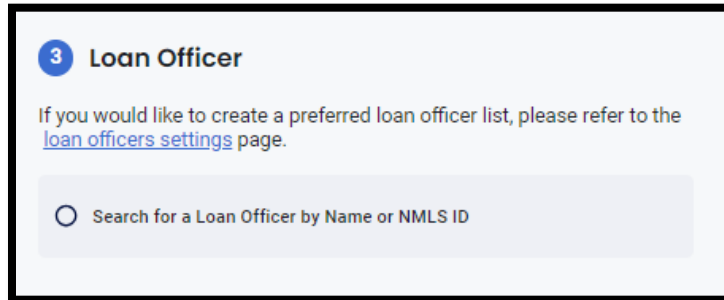 3 Loan Officer
If you would like to create a preferred loan officer list, please refer to the
loan officers settings page.
Search for a Loan Officer by Name or NMLS ID